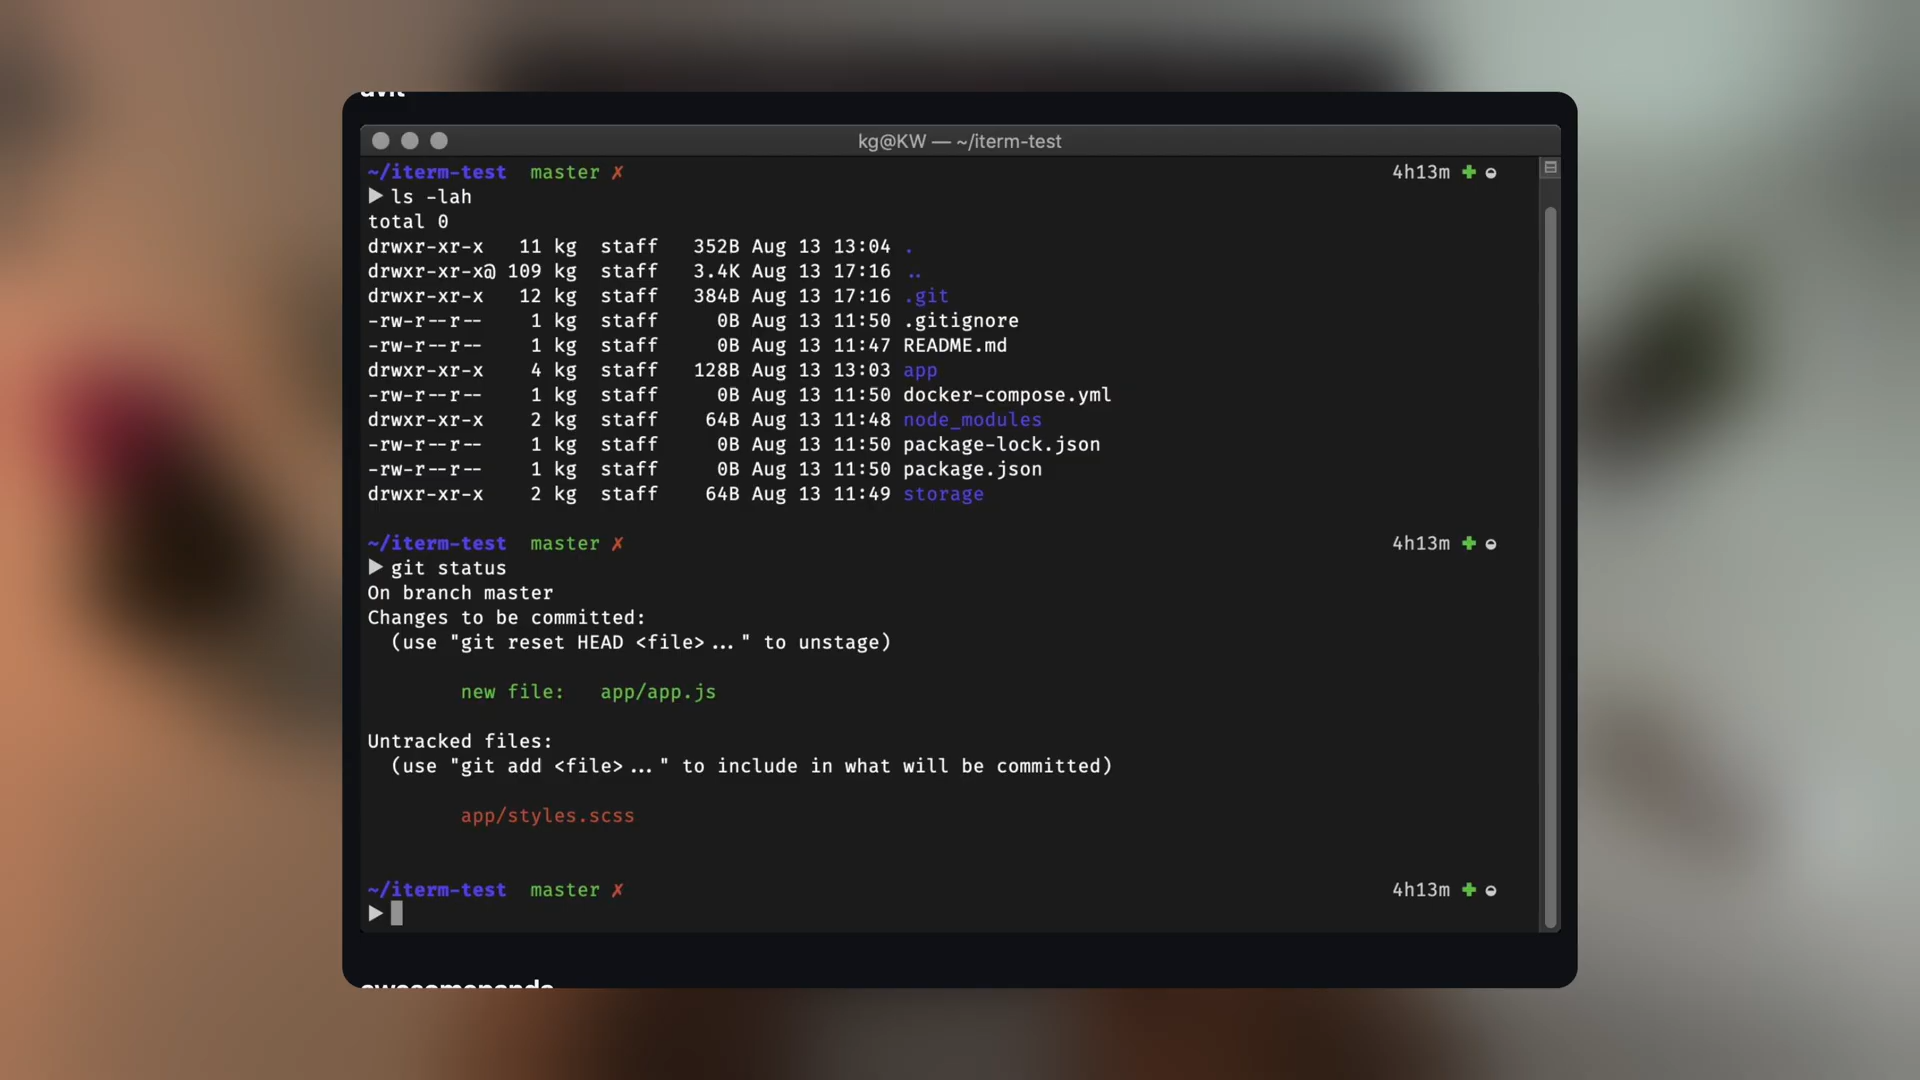 avit
kg@KW — ~/iterm-test
~/iterm-test master ✗ 4h13m ✚ ◒
▶ ls -lah
total 0
drwxr-xr-x 11 kg staff 352B Aug 13 13:04 .
drwxr-xr-x@ 109 kg staff 3.4K Aug 13 17:16 ..
drwxr-xr-x 12 kg staff 384B Aug 13 17:16 .git
-rw-r--r-- 1 kg staff 0B Aug 13 11:50 .gitignore
-rw-r--r-- 1 kg staff 0B Aug 13 11:47 README.md
drwxr-xr-x 4 kg staff 128B Aug 13 13:03 app
-rw-r--r-- 1 kg staff 0B Aug 13 11:50 docker-compose.yml
drwxr-xr-x 2 kg staff 64B Aug 13 11:48 node_modules
-rw-r--r-- 1 kg staff 0B Aug 13 11:50 package-lock.json
-rw-r--r-- 1 kg staff 0B Aug 13 11:50 package.json
drwxr-xr-x 2 kg staff 64B Aug 13 11:49 storage
~/iterm-test master ✗ 4h13m ✚ ◒
▶ git status
On branch master
Changes to be committed:
(use "git reset HEAD <file>..." to unstage)
new file: app/app.js
Untracked files:
(use "git add <file>..." to include in what will be committed)
app/styles.scss
~/iterm-test master ✗ 4h13m ✚ ◒
▶
awesomepanda